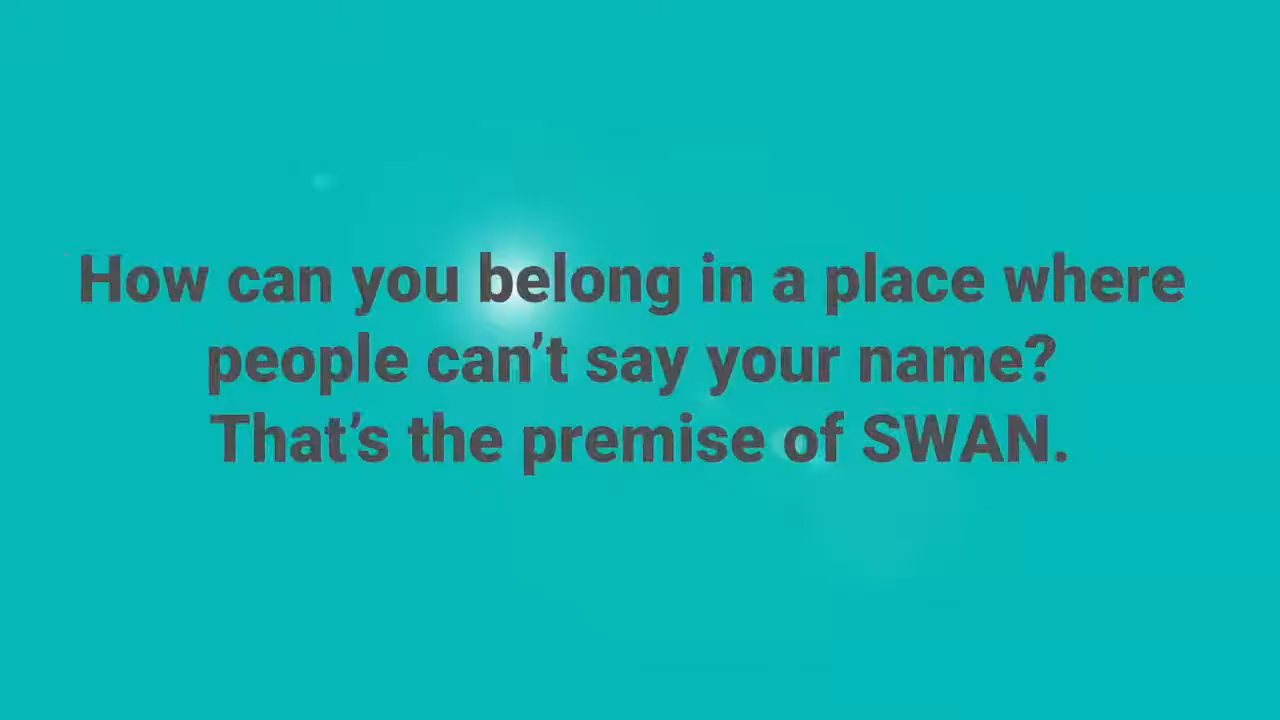 How can you belong in a place where
people can’t say your name?
That’s the premise of SWAN.